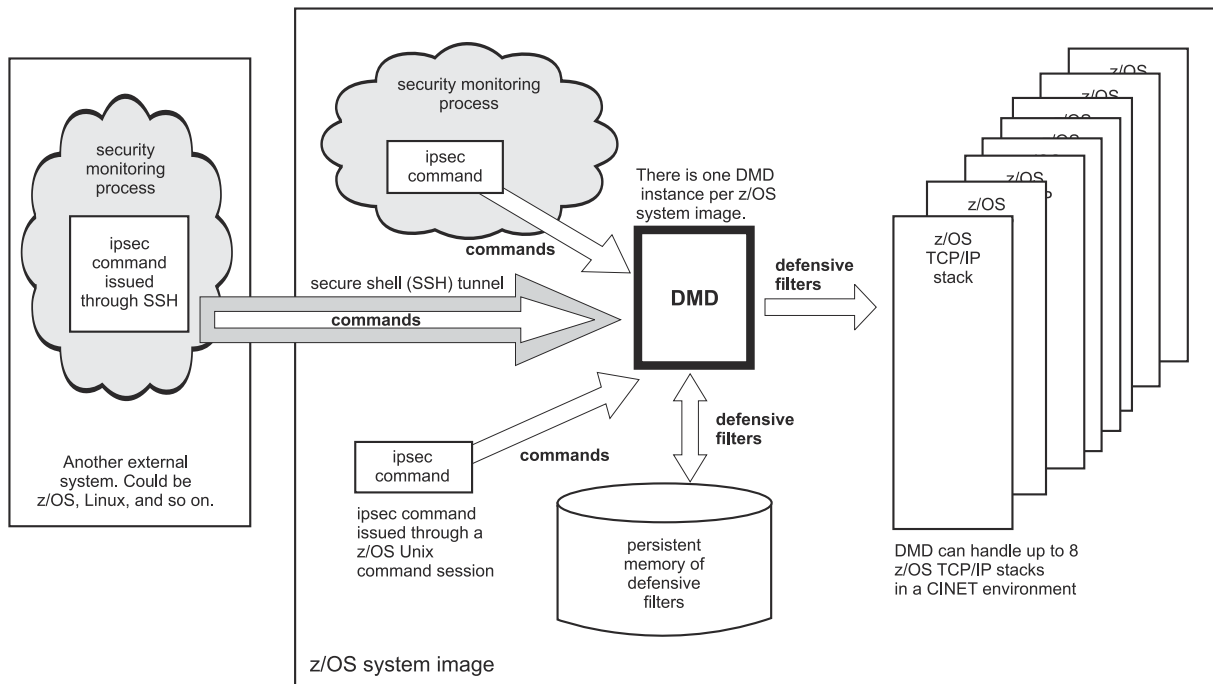 security
monitoring
process
ipsec
command
issued
through SSH
Another external
system. Could be
z/OS, Linux, and so on.
security monitoring
process
ipsec
command
commands
secure shell (SSH) tunnel
commands
ipsec
command
commands
ipsec command
issued through a
z/OS Unix
command session
There is one DMD
instance per z/OS
system image.
DMD
defensive
filters
defensive
filters
persistent
memory of
defensive
filters
z/OS
z/OS
z/OS
z/OS
z/OS
z/OS
z/OS
TCP/IP
stack
DMD can handle up to 8
z/OS TCP/IP stacks
in a CINET environment
z/OS system image